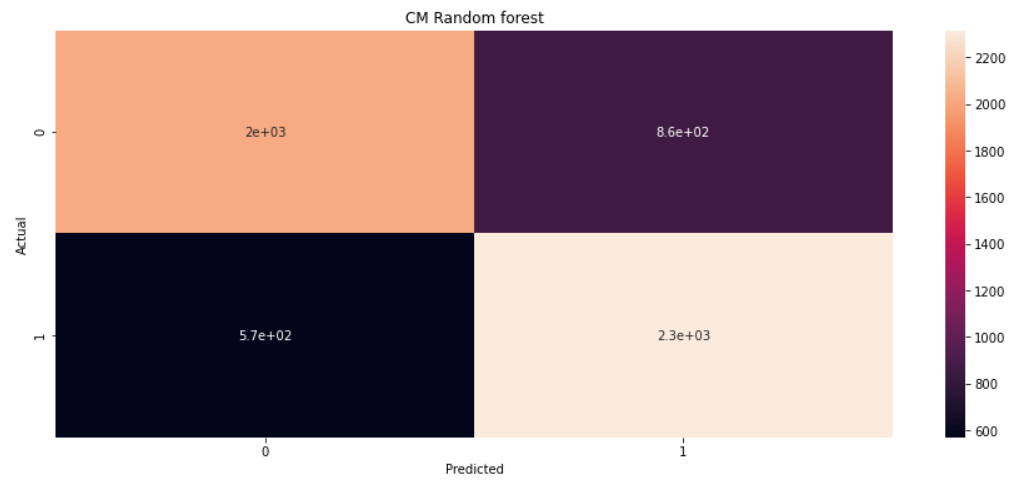 CM Random forest
0
2e+03
8.6e+02
Actual
1
5.7e+02
2.3e+03
0
1
Predicted
2200
2000
1800
1600
1400
1200
1000
800
600